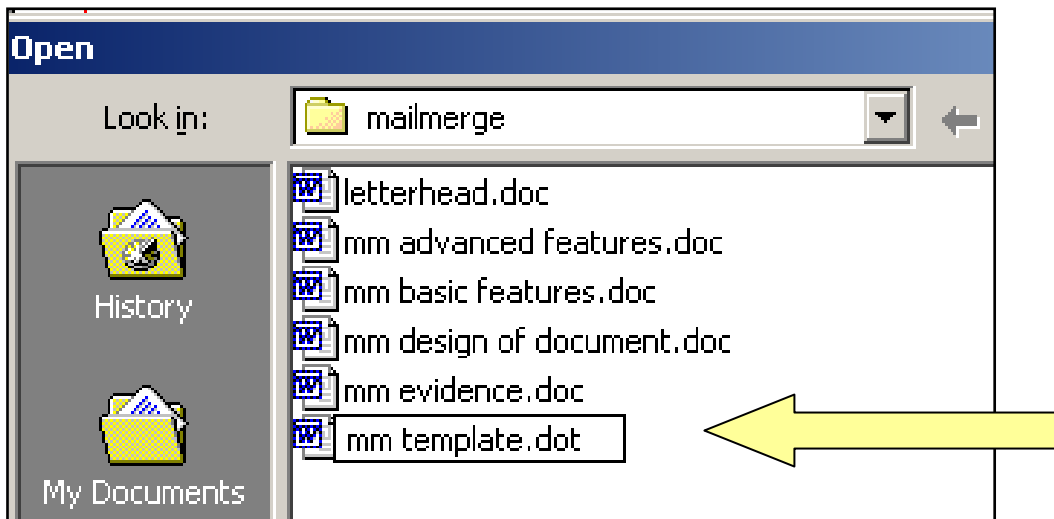 Open
Look in:
mailmerge
History
My Documents
letterhead.doc
mm advanced features.doc
mm basic features.doc
mm design of document.doc
mm evidence.doc
mm template.dot